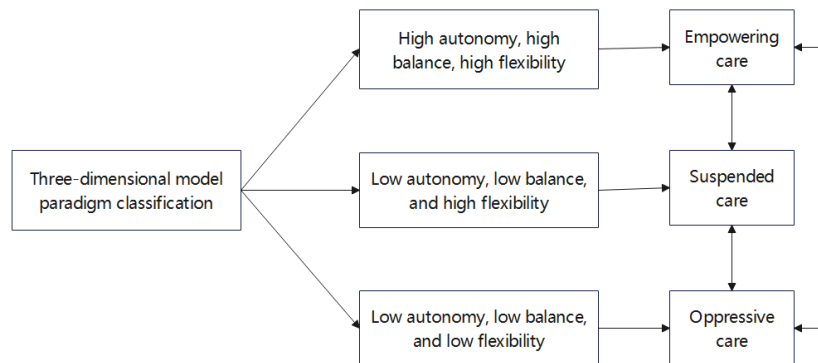 High autonomy, high
balance, high flexibility
Empowering
care
Three-dimensional model
paradigm classification
Low autonomy, low balance,
and high flexibility
Suspended
care
Low autonomy, low balance,
and low flexibility
Oppressive
care